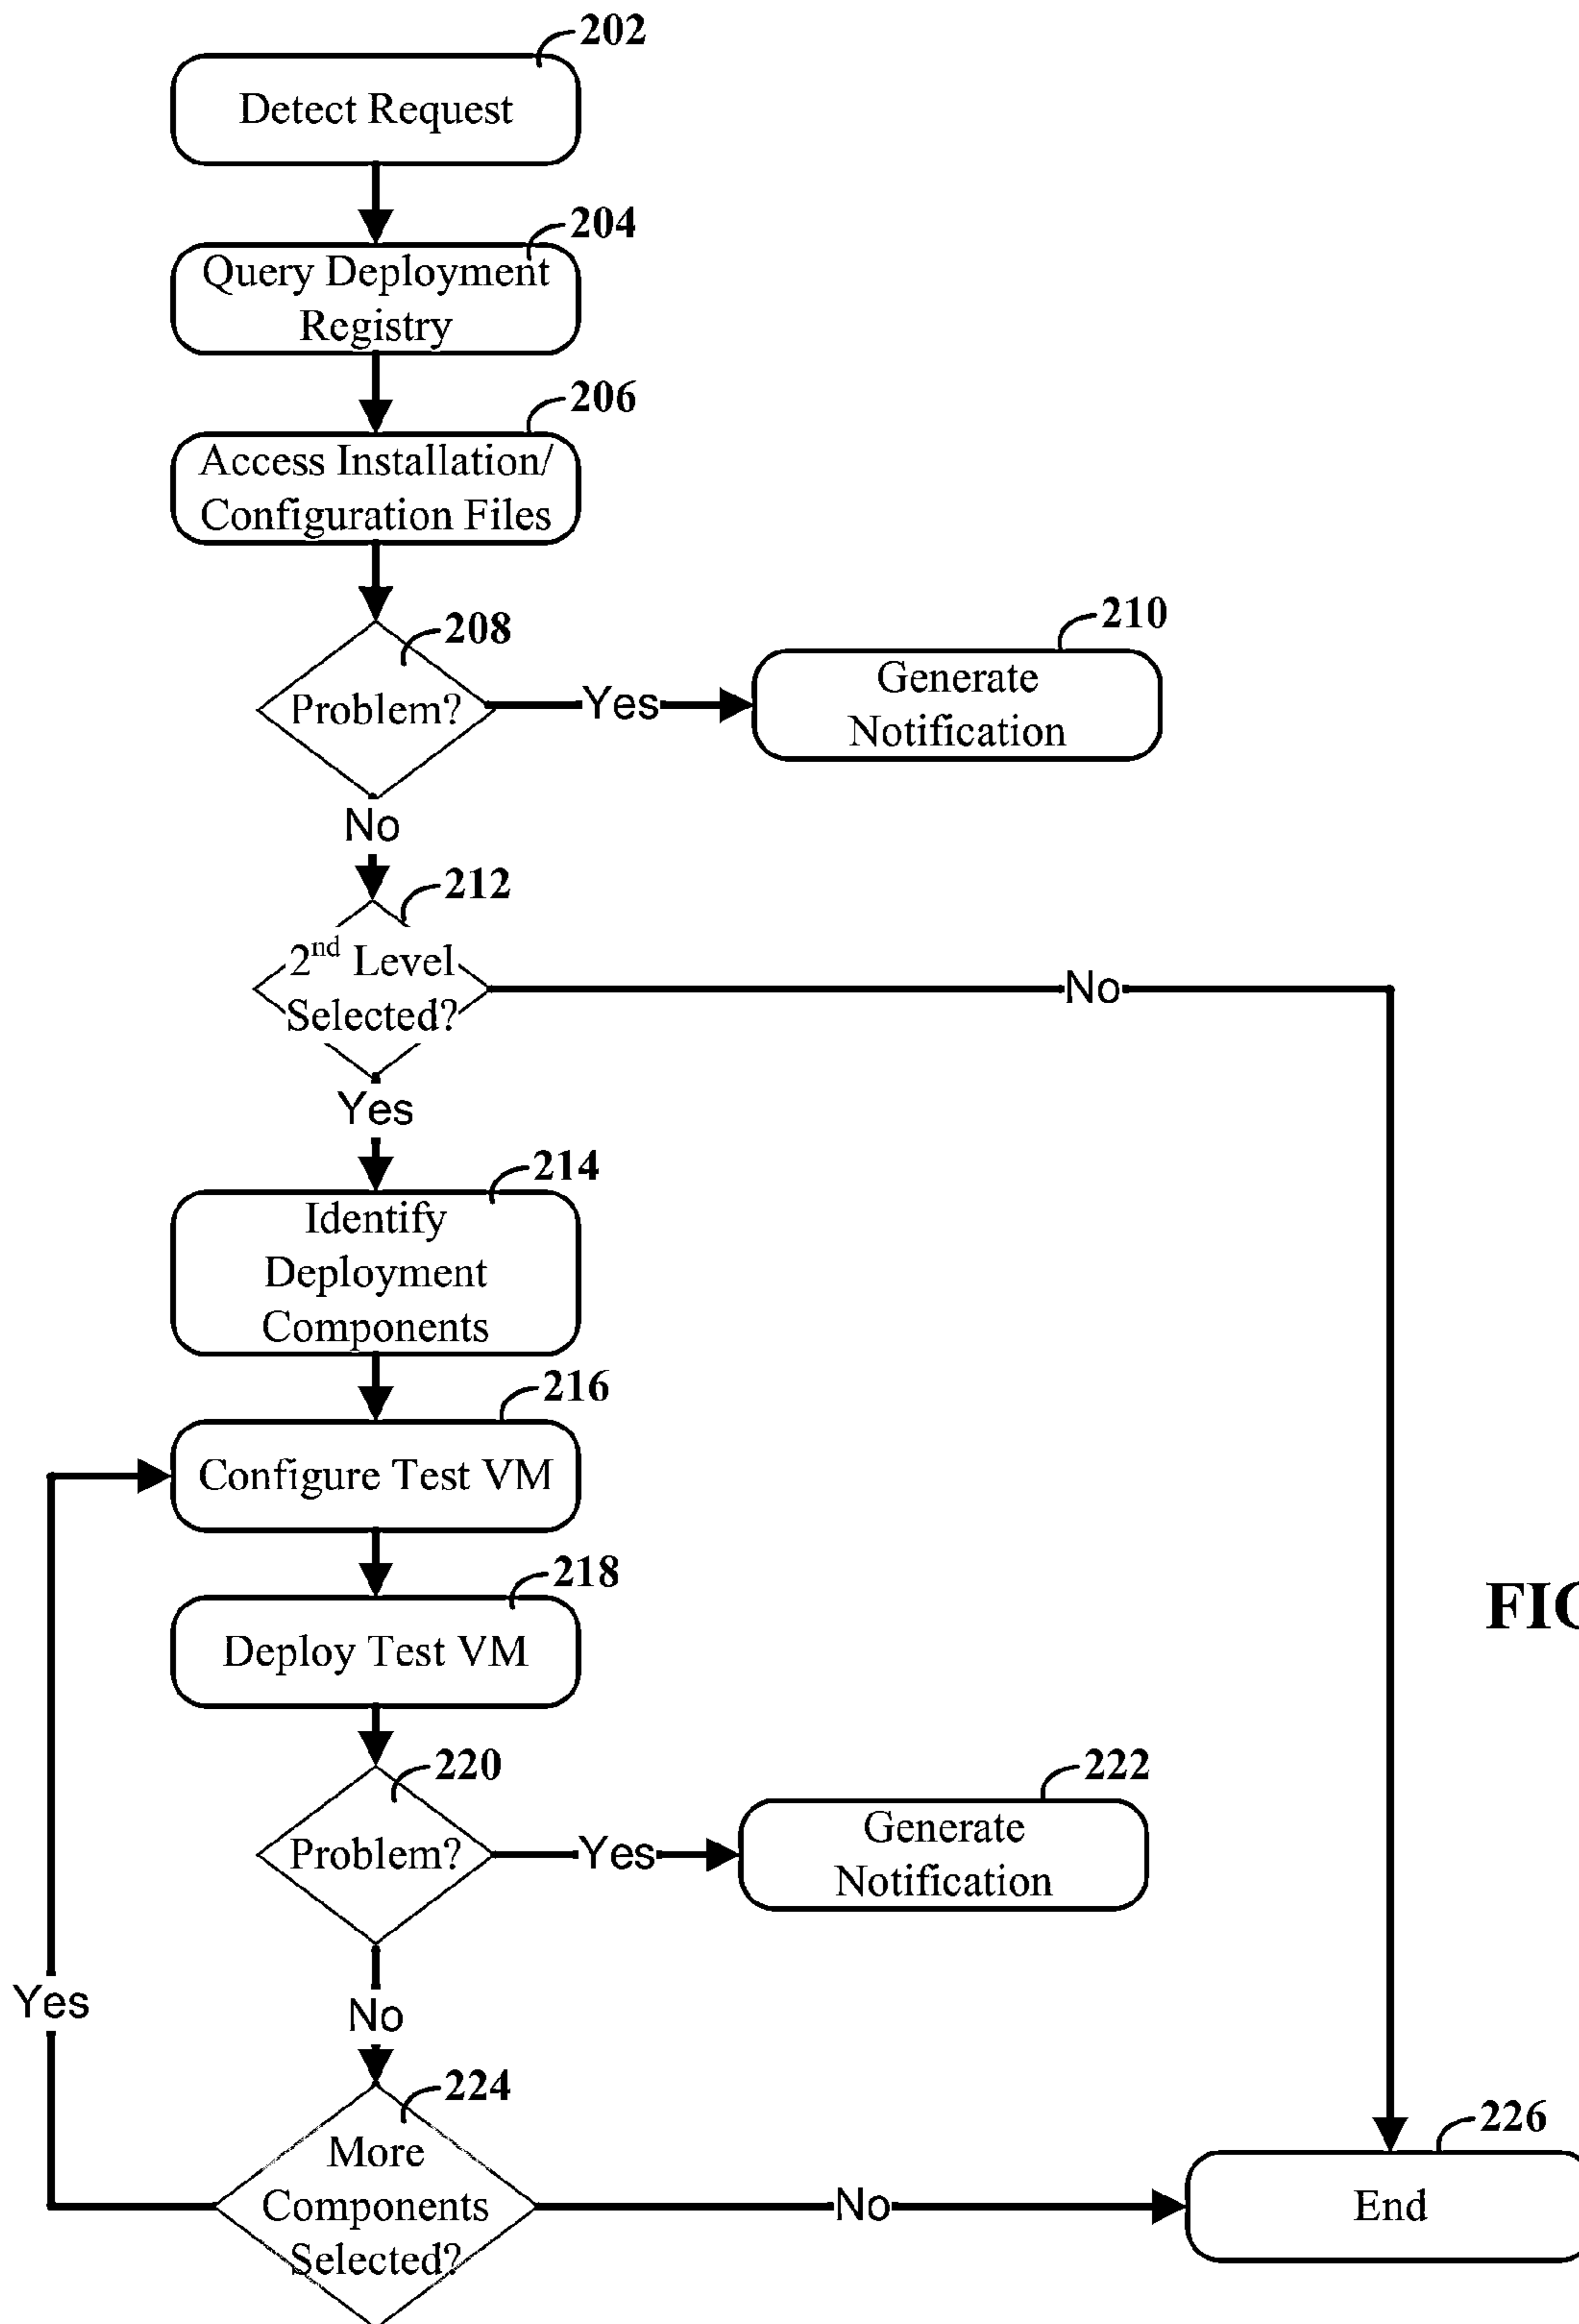 202
Detect Request
204
Query Deployment
Registry
206
Access Installation/
Configuration Files
208
Problem?
Yes
210
Generate
Notification
No
212
2nd Level
Selected?
No
Yes
214
Identify
Deployment
Components
216
Configure Test VM
218
Deploy Test VM
FIG
220
Problem?
Yes
222
Generate
Notification
Yes
No
224
More
Components
Selected?
No
226
End